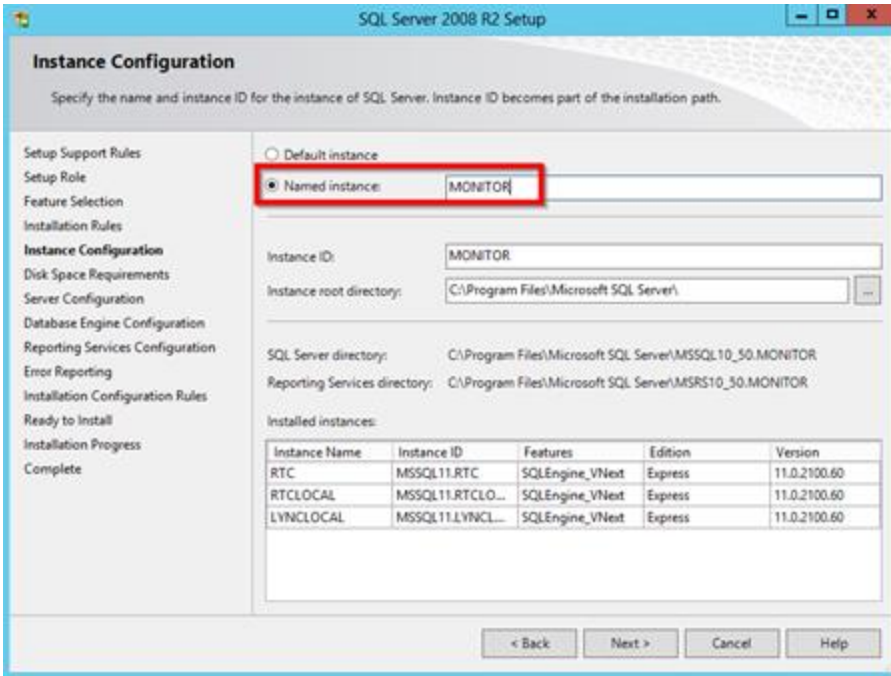 SQL Server 2008 R2 Setup
Instance Configuration
Specify the name and instance ID for the instance of SQL Server. Instance ID becomes part of the installation path.
Setup Support Rules
Setup Role
Feature Selection
Installation Rules
Instance Configuration
Disk Space Requirements
Server Configuration
Database Engine Configuration
Reporting Services Configuration
Error Reporting
Installation Configuration Rules
Ready to Install
Installation Progress
Complete
Default instance
Named instance: MONITOR
Instance ID: MONITOR
Instance root directory: C:\Program Files\Microsoft SQL Server\ ...
SQL Server directory: C:\Program Files\Microsoft SQL Server\MSSQL10_50.MONITOR
Reporting Services directory: C:\Program Files\Microsoft SQL Server\MSRS10_50.MONITOR
Installed instances:
Instance Name Instance ID Features Edition Version
RTC MSSQL11.RTC SQLEngine_VNext Express 11.0.2100.60
RTCLOCAL MSSQL11.RTCLO... SQLEngine_VNext Express 11.0.2100.60
LYNCLOCAL MSSQL11.LYNCL... SQLEngine_VNext Express 11.0.2100.60
< Back Next > Cancel Help